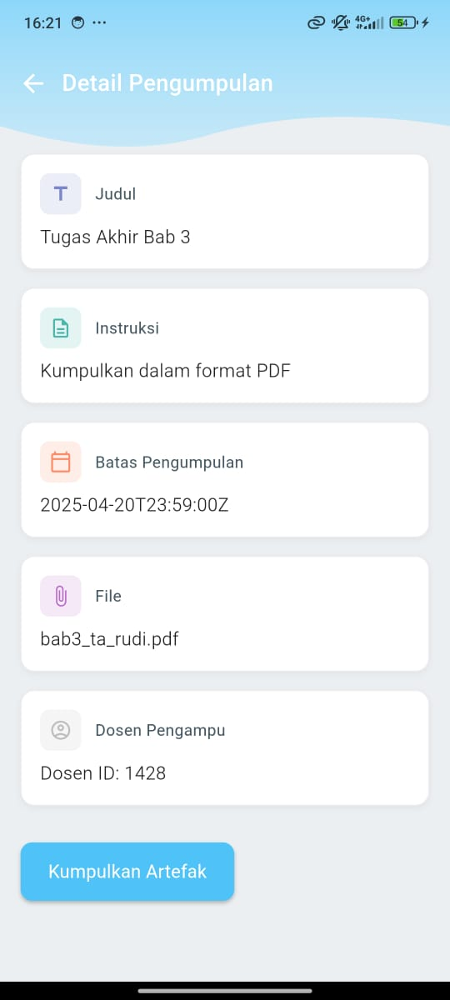 16:21
4G+
54
Detail Pengumpulan
T
Judul
Tugas Akhir Bab 3
Instruksi
Kumpulkan dalam format PDF
Batas Pengumpulan
2025-04-20T23:59:00Z
File
bab3_ta_rudi.pdf
Dosen Pengampu
Dosen ID: 1428
Kumpulkan Artefak